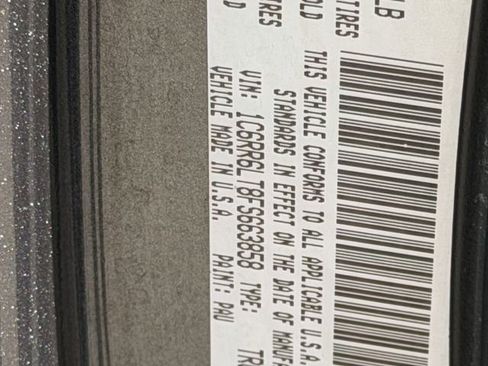 LB
TIRES
OLD
THIS VEHICLE CONFORMS TO ALL APPLICABLE U.S.A.
STANDARDS IN EFFECT ON THE DATE OF MANUF
VIN: 1C6RR6LT8FS663858 TYPE: TR
VEHICLE MADE IN U.S.A. PAINT: PAU